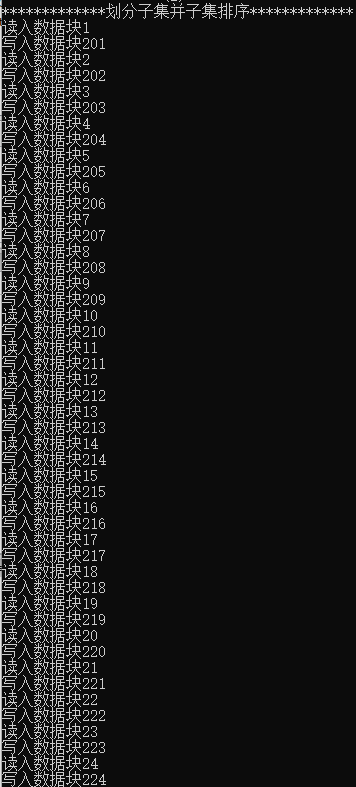 *************划分子集并子集排序*************
读入数据块1
写入数据块201
读入数据块2
写入数据块202
读入数据块3
写入数据块203
读入数据块4
写入数据块204
读入数据块5
写入数据块205
读入数据块6
写入数据块206
读入数据块7
写入数据块207
读入数据块8
写入数据块208
读入数据块9
写入数据块209
读入数据块10
写入数据块210
读入数据块11
写入数据块211
读入数据块12
写入数据块212
读入数据块13
写入数据块213
读入数据块14
写入数据块214
读入数据块15
写入数据块215
读入数据块16
写入数据块216
读入数据块17
写入数据块217
读入数据块18
写入数据块218
读入数据块19
写入数据块219
读入数据块20
写入数据块220
读入数据块21
写入数据块221
读入数据块22
写入数据块222
读入数据块23
写入数据块223
读入数据块24
写入数据块224